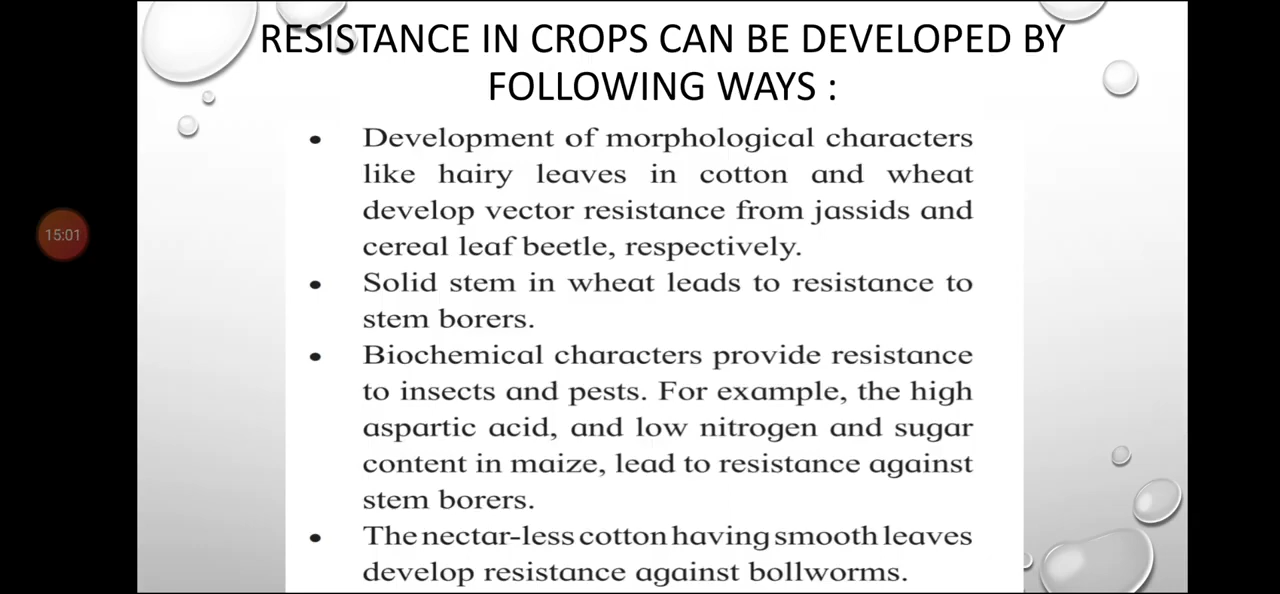 RESISTANCE IN CROPS CAN BE DEVELOPED BY
FOLLOWING WAYS :
• Development of morphological characters
like hairy leaves in cotton and wheat
develop vector resistance from jassids and
cereal leaf beetle, respectively.
• Solid stem in wheat leads to resistance to
stem borers.
• Biochemical characters provide resistance
to insects and pests. For example, the high
aspartic acid, and low nitrogen and sugar
content in maize, lead to resistance against
stem borers.
• The nectar-less cotton having smooth leaves
develop resistance against bollworms.
15:01